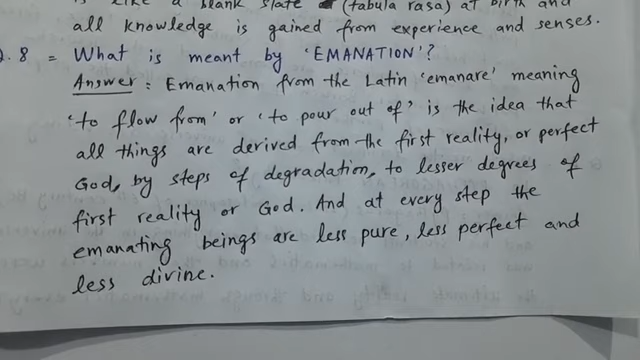 is like a blank slate (tabula rasa) at birth and
all knowledge is gained from experience and senses.
Q.8 = What is meant by 'EMANATION'?
Answer: Emanation from the Latin 'emanare' meaning
'to flow from' or 'to pour out of' is the idea that
all things are derived from the first reality, or perfect
God, by steps of degradation, to lesser degrees of
first reality or God. And at every step the
emanating beings are less pure, less perfect and
less divine.